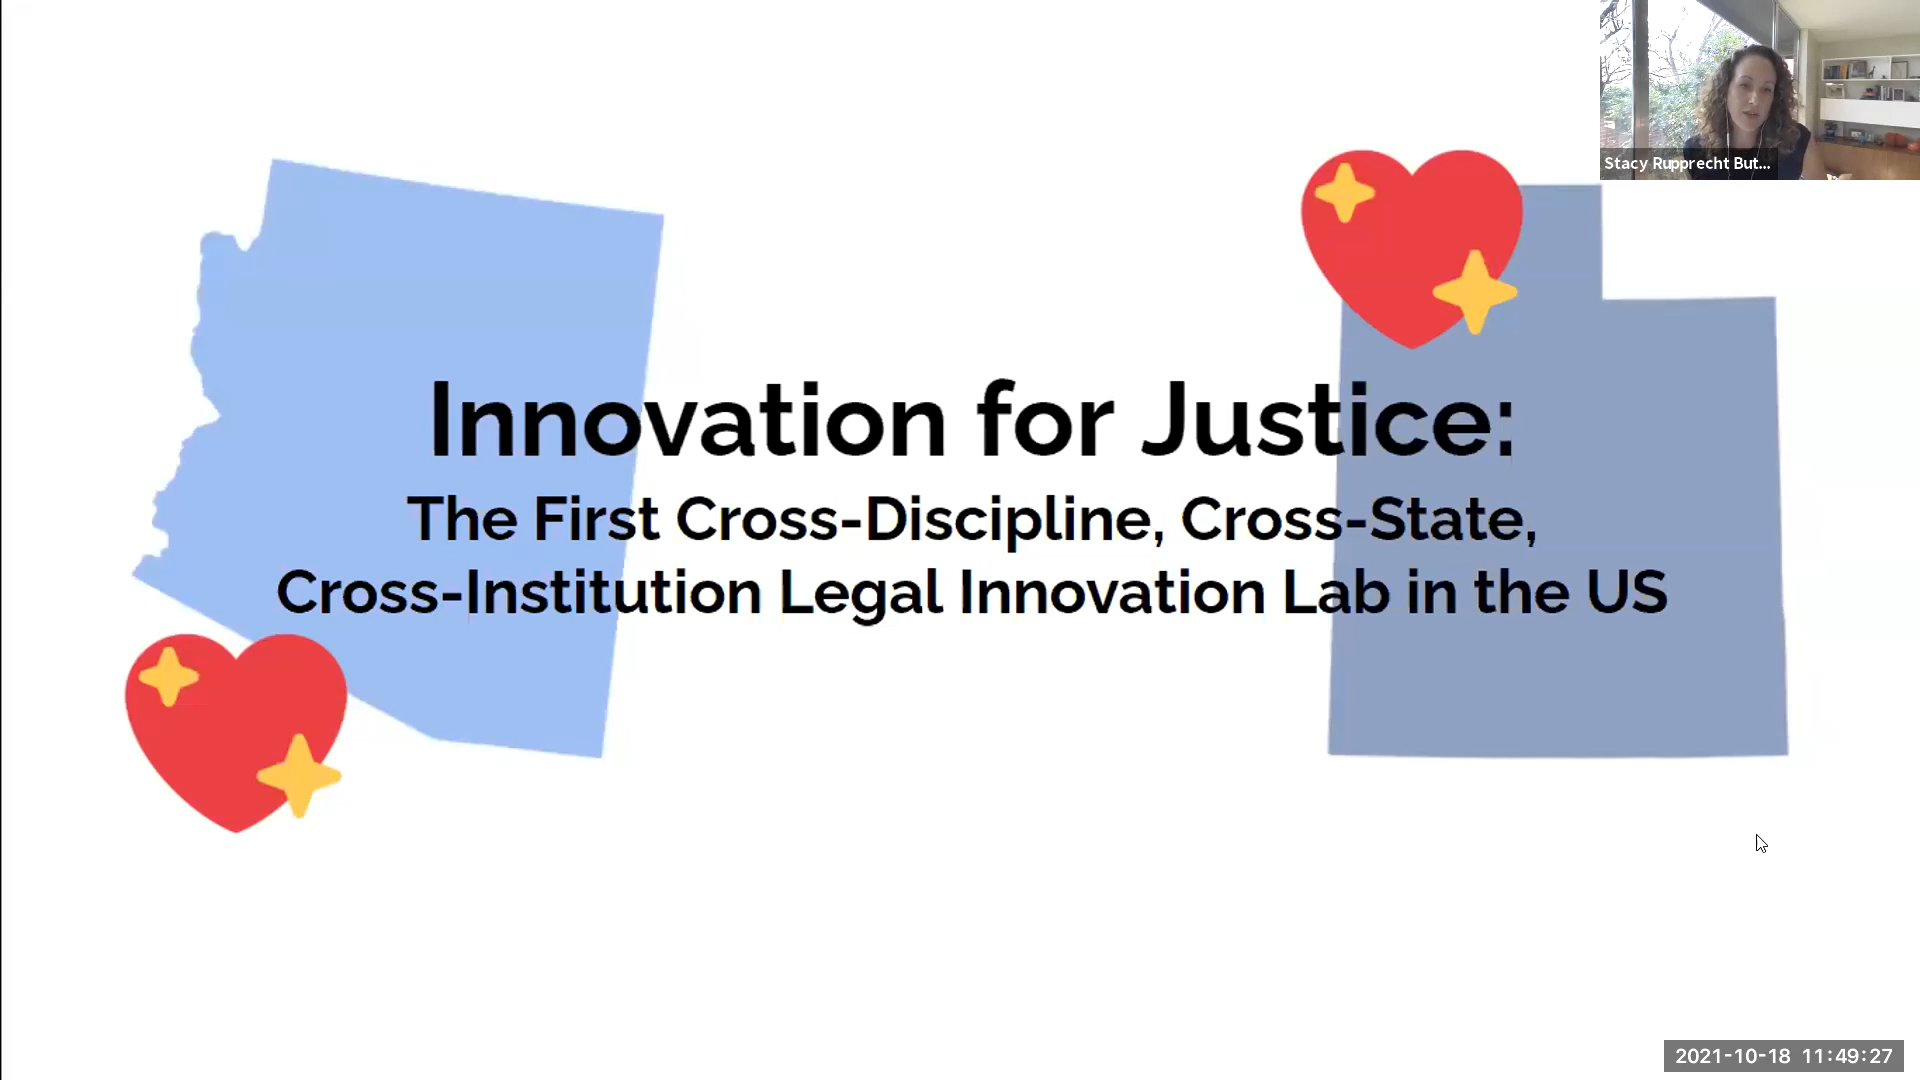 Stacy Rupprecht But...
Innovation for Justice:
The First Cross-Discipline, Cross-State,
Cross-Institution Legal Innovation Lab in the US
2021-10-18 11:49:27